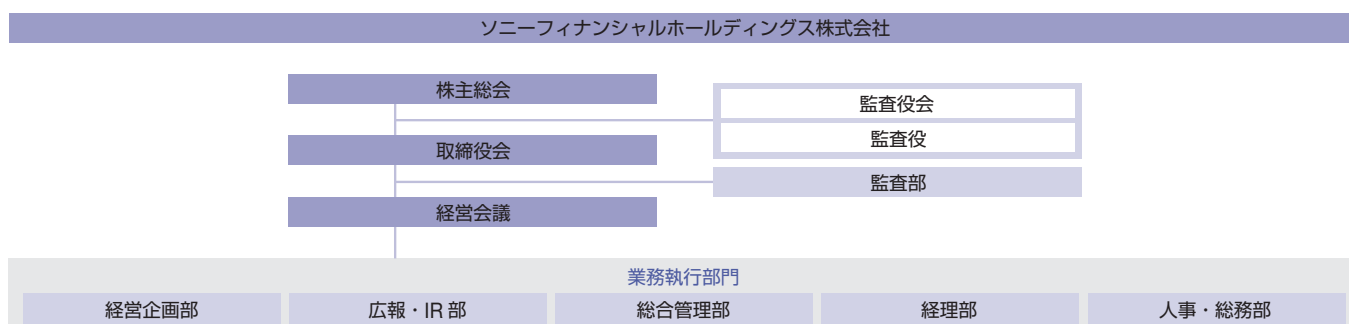 ソニーフィナンシャルホールディングス株式会社
株主総会
監査役会
監査役
取締役会
監査部
経営会議
業務執行部門
経営企画部
広報・IR 部
総合管理部
経理部
人事・総務部